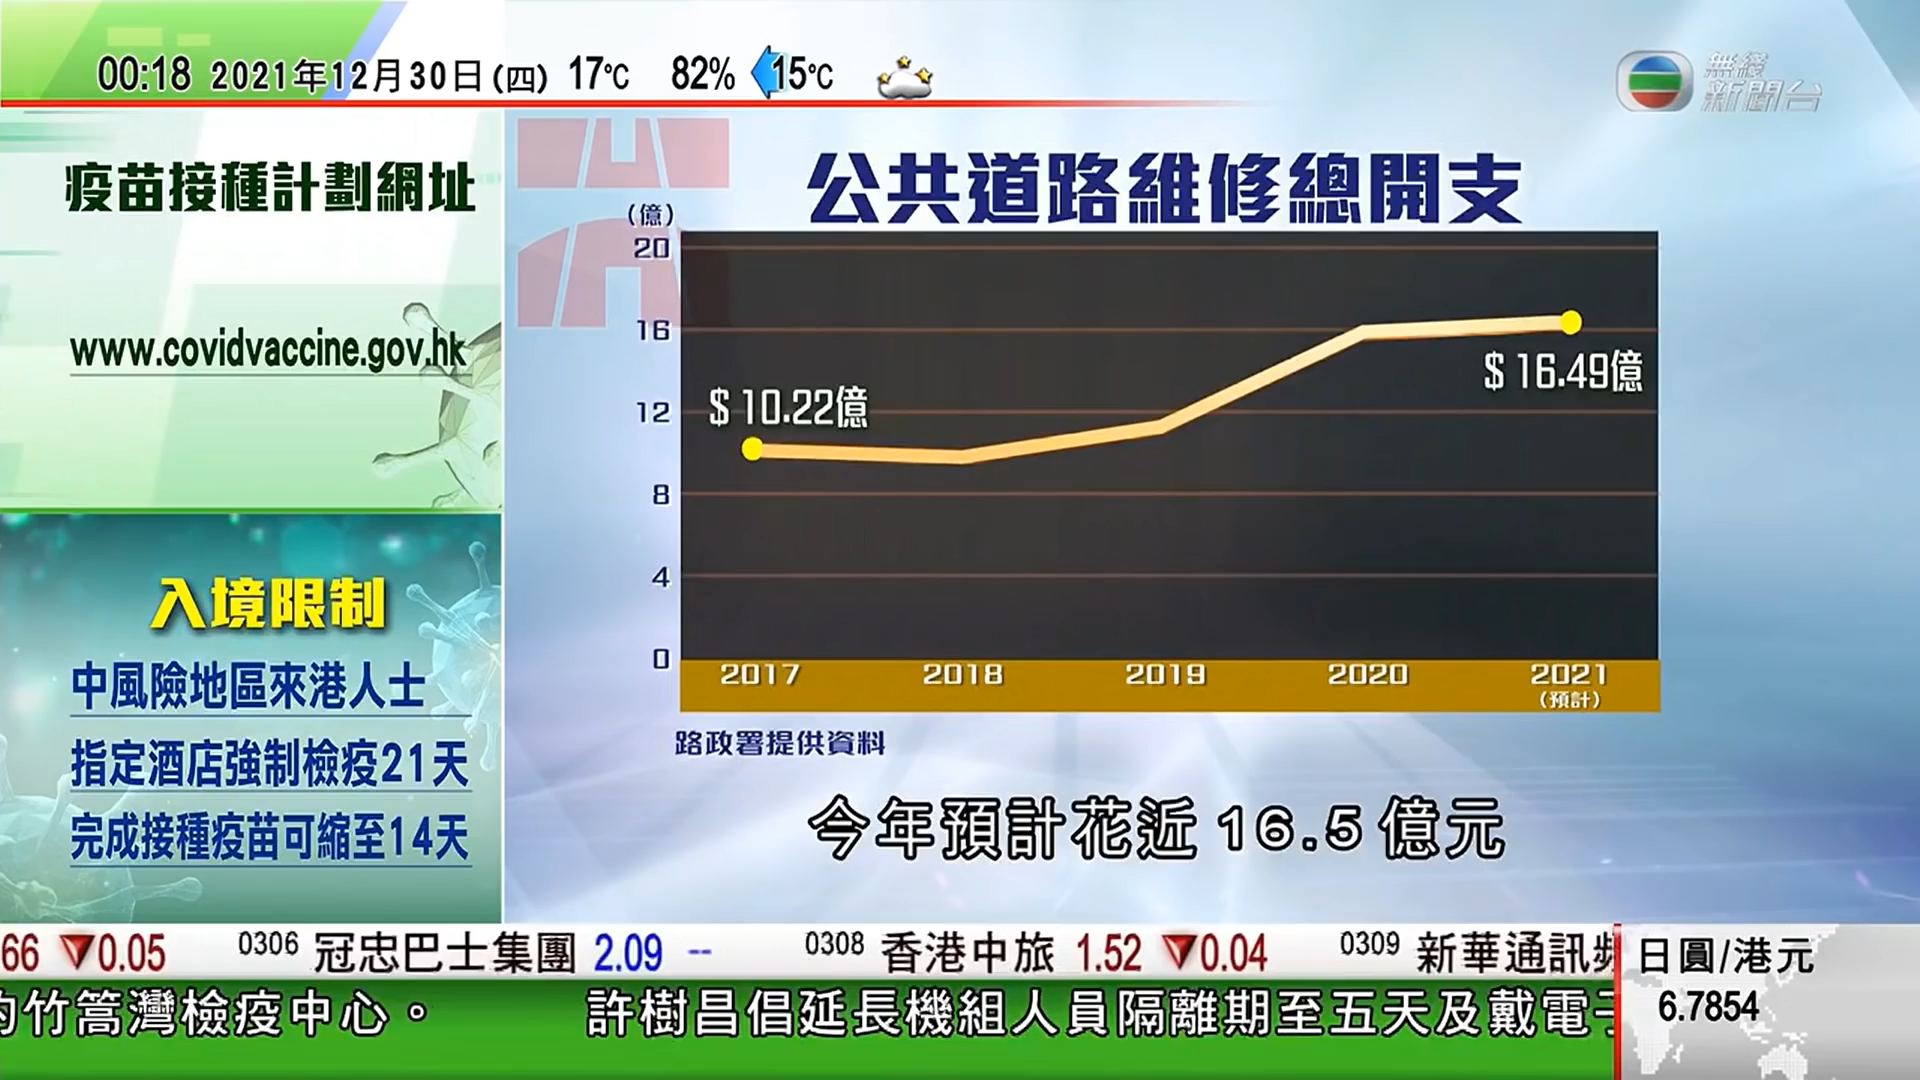 00:18 2021年12月30日(四) 17℃ 82% 15℃
無綫
新聞台
疫苗接種計劃網址
www.covidvaccine.gov.hk
入境限制
中風險地區來港人士
指定酒店強制檢疫21天
完成接種疫苗可縮至14天
公共道路維修總開支
(億)
20
16
12
8
4
0
$10.22億
$16.49億
2017 2018 2019 2020 2021
(預計)
路政署提供資料
今年預計花近16.5億元
66 ▼0.05 0306 冠忠巴士集團 2.09 -- 0308 香港中旅 1.52 ▼0.04 0309 新華通訊頻
的竹篙灣檢疫中心。 許樹昌倡延長機組人員隔離期至五天及戴電子
日圓/港元
6.7854